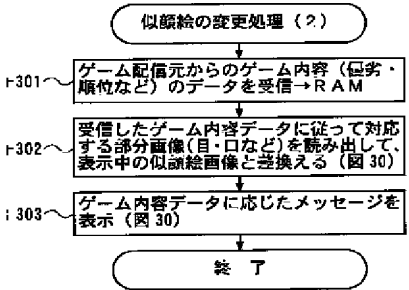 似顔絵の変更処理（2）
ゲーム配信元からのゲーム内容（優劣・
順位など）のデータを受信→RAM
受信したゲーム内容データに従って対応
する部分画像（目・口など）を読み出して、
表示中の似顔絵画像と差換える（図30）
ゲーム内容データに応じたメッセージを
表示（図30）
終　了
301
302
303